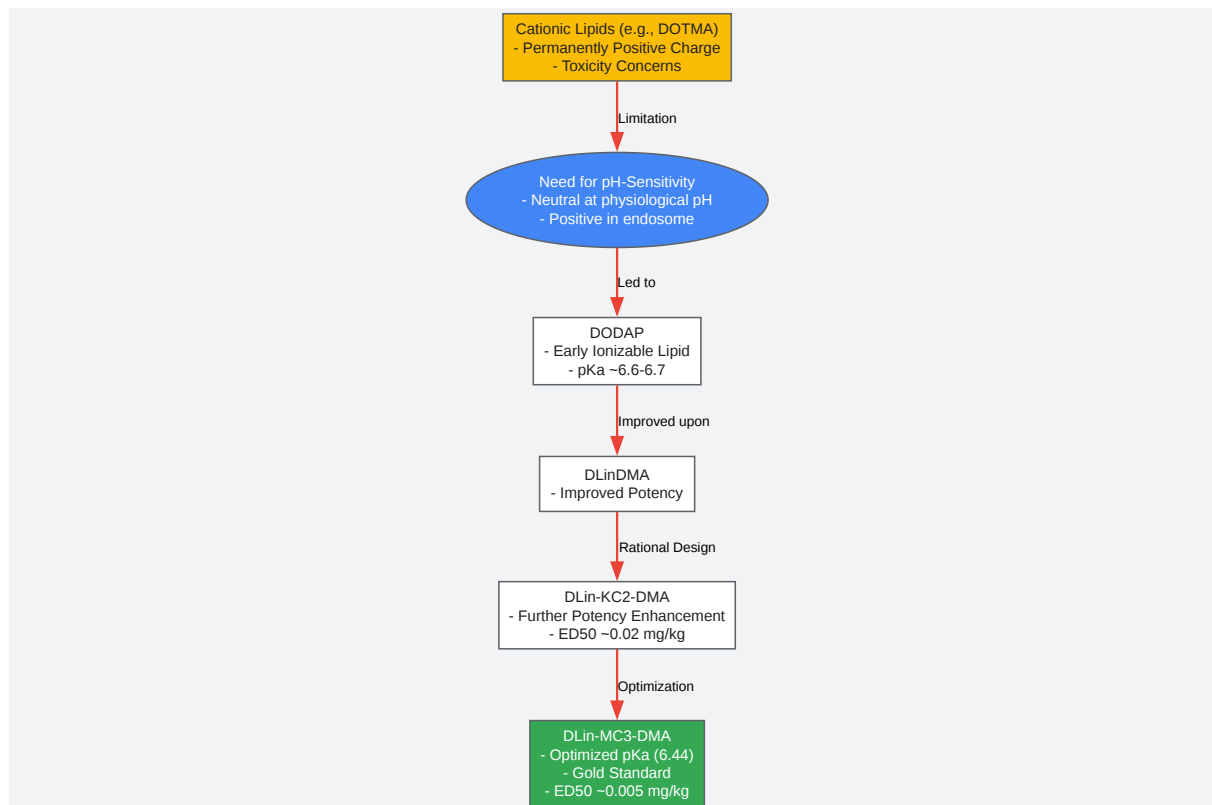 Cationic Lipids (e.g., DOTMA)
- Permanently Positive Charge
- Toxicity Concerns
Limitation
Need for pH-Sensitivity
- Neutral at physiological pH
- Positive in endosome
Led to
DODAP
- Early Ionizable Lipid
- pKa ~6.6-6.7
Improved upon
DLinDMA
- Improved Potency
Rational Design
DLin-KC2-DMA
- Further Potency Enhancement
- ED50 ~0.02 mg/kg
Optimization
DLin-MC3-DMA
- Optimized pKa (6.44)
- Gold Standard
- ED50 ~0.005 mg/kg